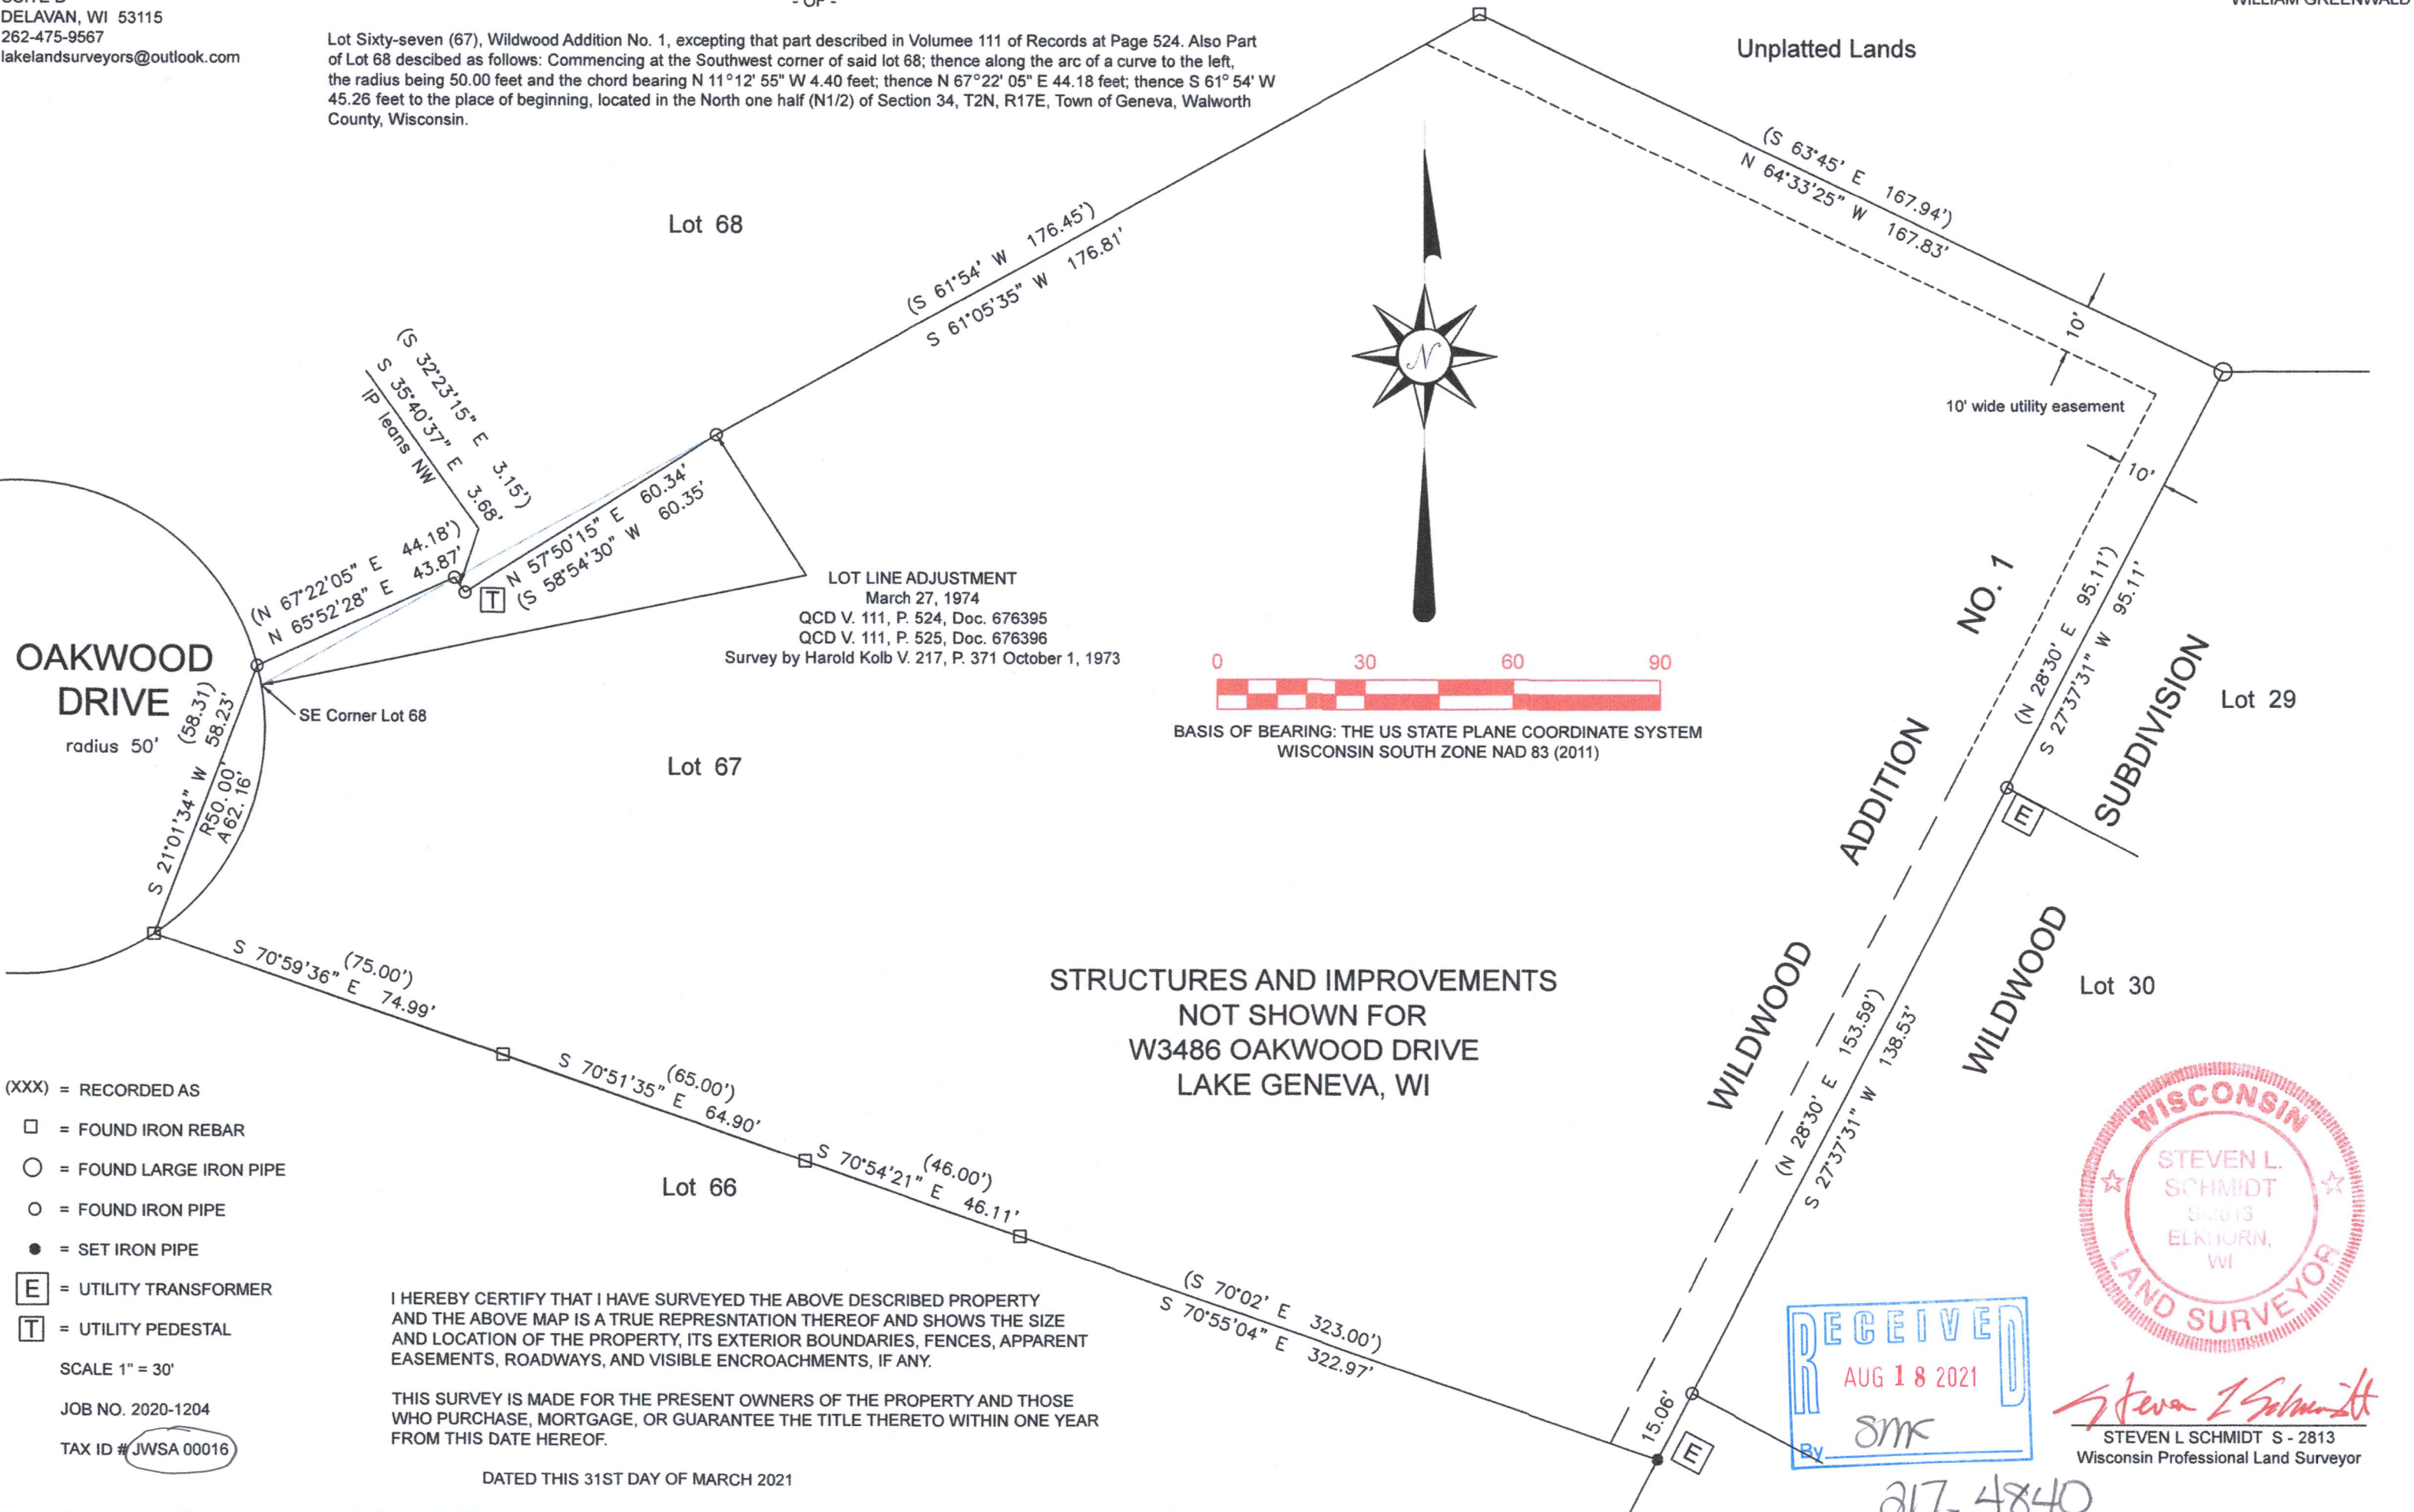 DELAVAN, WI 53115
262-475-9567
lakelandsurveyors@outlook.com
- OF -
WILLIAM GREENWALD
Lot Sixty-seven (67), Wildwood Addition No. 1, excepting that part described in Volumee 111 of Records at Page 524. Also Part
of Lot 68 descibed as follows: Commencing at the Southwest corner of said lot 68; thence along the arc of a curve to the left,
the radius being 50.00 feet and the chord bearing N 11°12' 55" W 4.40 feet; thence N 67°22' 05" E 44.18 feet; thence S 61° 54' W
45.26 feet to the place of beginning, located in the North one half (N1/2) of Section 34, T2N, R17E, Town of Geneva, Walworth
County, Wisconsin.
Unplatted Lands
(S 63°45' E 167.94')
N 64°33'25" W 167.83'
Lot 68
(S 61°54' W 176.45')
S 61°05'35" W 176.81'
N
10'
10' wide utility easement
10'
(S 32°23'15" E 3.15')
S 35°40'37" E 3.68'
IP leans NW
(N 67°22'05" E 44.18')
N 65°52'28" E 43.87'
N 57°50'15" E 60.34'
(S 58°54'30" W 60.35'
T
LOT LINE ADJUSTMENT
March 27, 1974
QCD V. 111, P. 524, Doc. 676395
QCD V. 111, P. 525, Doc. 676396
Survey by Harold Kolb V. 217, P. 371 October 1, 1973
OAKWOOD
DRIVE
radius 50'
SE Corner Lot 68
(58.31)
S 21°01'34" W 58.23'
R50.00'
A62.16'
Lot 67
0 30 60 90
BASIS OF BEARING: THE US STATE PLANE COORDINATE SYSTEM
WISCONSIN SOUTH ZONE NAD 83 (2011)
(N 28°30' E 95.11')
S 27°37'31" W 95.11'
Lot 29
E
WILDWOOD ADDITION NO. 1
WILDWOOD SUBDIVISION
Lot 30
(N 28°30' E 153.59')
S 27°37'31" W 138.53'
(75.00')
S 70°59'36" E 74.99'
(65.00')
S 70°51'35" E 64.90'
(46.00')
S 70°54'21" E 46.11'
(S 70°02' E 323.00')
S 70°55'04" E 322.97'
15.06'
E
Lot 66
STRUCTURES AND IMPROVEMENTS
NOT SHOWN FOR
W3486 OAKWOOD DRIVE
LAKE GENEVA, WI
(XXX) = RECORDED AS
= FOUND IRON REBAR
= FOUND LARGE IRON PIPE
= FOUND IRON PIPE
= SET IRON PIPE
E = UTILITY TRANSFORMER
T = UTILITY PEDESTAL
SCALE 1" = 30'
JOB NO. 2020-1204
TAX ID # JWSA 00016
I HEREBY CERTIFY THAT I HAVE SURVEYED THE ABOVE DESCRIBED PROPERTY
AND THE ABOVE MAP IS A TRUE REPRESNTATION THEREOF AND SHOWS THE SIZE
AND LOCATION OF THE PROPERTY, ITS EXTERIOR BOUNDARIES, FENCES, APPARENT
EASEMENTS, ROADWAYS, AND VISIBLE ENCROACHMENTS, IF ANY.
THIS SURVEY IS MADE FOR THE PRESENT OWNERS OF THE PROPERTY AND THOSE
WHO PURCHASE, MORTGAGE, OR GUARANTEE THE TITLE THERETO WITHIN ONE YEAR
FROM THIS DATE HEREOF.
DATED THIS 31ST DAY OF MARCH 2021
RECEIVED
AUG 18 2021
By SMK
WISCONSIN
STEVEN L.
SCHMIDT
S-2813
ELKHORN,
WI
LAND SURVEYOR
Steven L Schmidt
STEVEN L SCHMIDT S - 2813
Wisconsin Professional Land Surveyor
217-4840